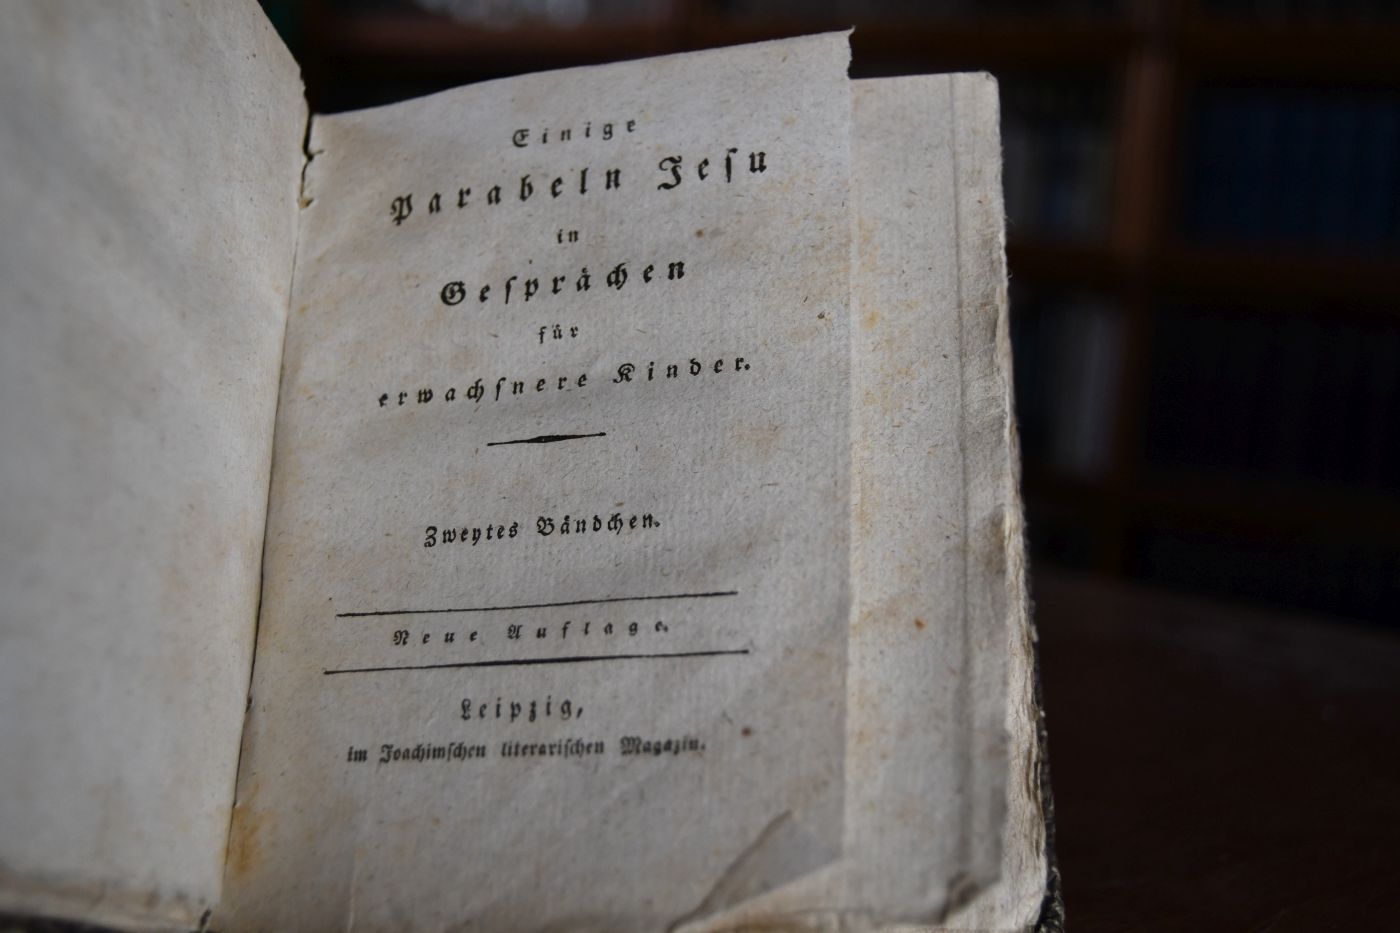 Einige
Parabeln Jeſu
in
Geſprächen
für
erwachſnere Kinder.
Zweytes Bändchen.
Neue Auflage.
Leipzig,
im Joachimſchen literariſchen Magazin.